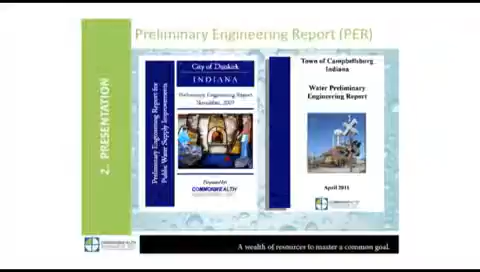 Preliminary Engineering Report (PER)
2. PRESENTATION
Preliminary Engineering Report for
Public Water Supply Improvements
City of Dunkirk
INDIANA
Preliminary Engineering Report
November, 2007
COMMONWEALTH
Town of Campbellsburg
Indiana
Water Preliminary
Engineering Report
April 2011
A wealth of resources to master a common goal.